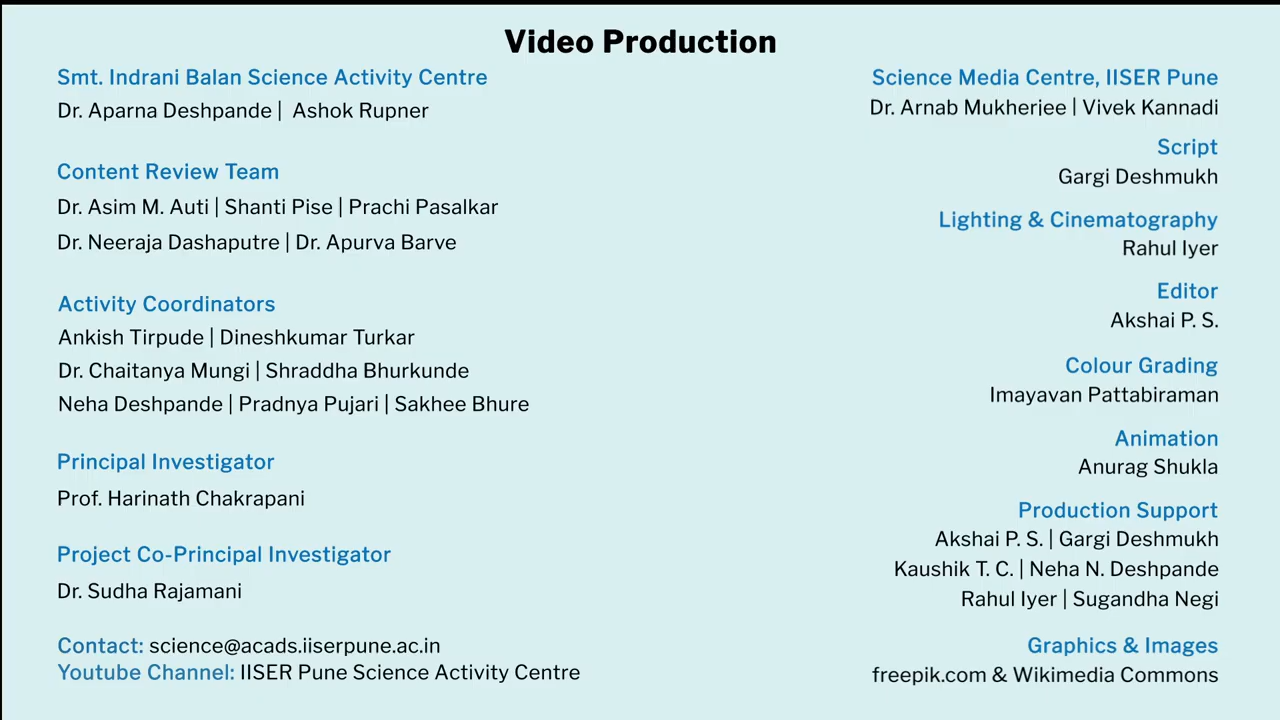 Video Production
Smt. Indrani Balan Science Activity Centre
Dr. Aparna Deshpande | Ashok Rupner
Content Review Team
Dr. Asim M. Auti | Shanti Pise | Prachi Pasalkar
Dr. Neeraja Dashaputre | Dr. Apurva Barve
Activity Coordinators
Ankish Tirpude | Dineshkumar Turkar
Dr. Chaitanya Mungi | Shraddha Bhurkunde
Neha Deshpande | Pradnya Pujari | Sakhee Bhure
Principal Investigator
Prof. Harinath Chakrapani
Project Co-Principal Investigator
Dr. Sudha Rajamani
Contact: science@acads.iiserpune.ac.in
Youtube Channel: IISER Pune Science Activity Centre
Science Media Centre, IISER Pune
Dr. Arnab Mukherjee | Vivek Kannadi
Script
Gargi Deshmukh
Lighting & Cinematography
Rahul Iyer
Editor
Akshai P. S.
Colour Grading
Imayavan Pattabiraman
Animation
Anurag Shukla
Production Support
Akshai P. S. | Gargi Deshmukh
Kaushik T. C. | Neha N. Deshpande
Rahul Iyer | Sugandha Negi
Graphics & Images
freepik.com & Wikimedia Commons